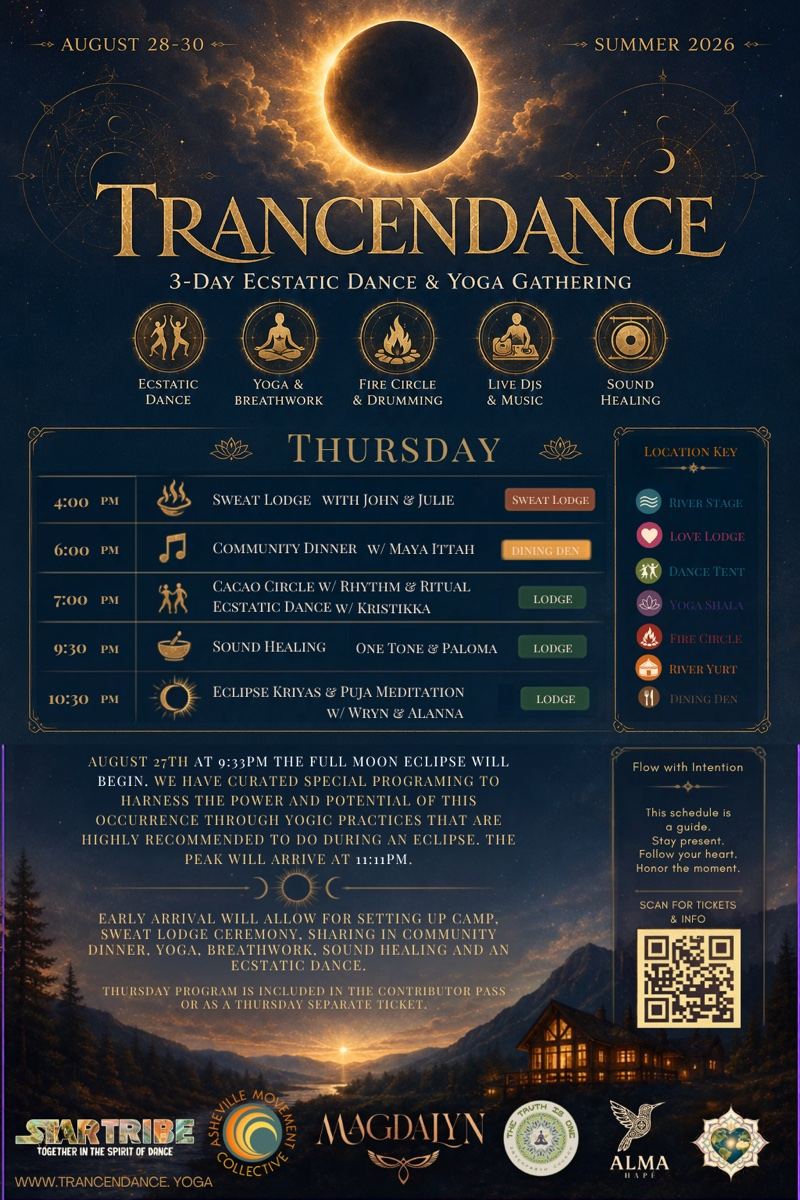 AUGUST 28-30
SUMMER 2026
TRANCENDANCE
3-DAY ECSTATIC DANCE & YOGA GATHERING
ECSTATIC
DANCE
YOGA &
BREATHWORK
FIRE CIRCLE
& DRUMMING
LIVE DJS
& MUSIC
SOUND
HEALING
THURSDAY
4:00 PM SWEAT LODGE WITH JOHN & JULIE SWEAT LODGE
6:00 PM COMMUNITY DINNER W/ MAYA ITTAH DINING DEN
7:00 PM CACAO CIRCLE W/ RHYTHM & RITUAL
ECSTATIC DANCE W/ KRISTIKKA LODGE
9:30 PM SOUND HEALING ONE TONE & PALOMA LODGE
10:30 PM ECLIPSE KRIYAS & PUJA MEDITATION
W/ WRYN & ALANNA LODGE
LOCATION KEY
RIVER STAGE
LOVE LODGE
DANCE TENT
YOGA SHALA
FIRE CIRCLE
RIVER YURT
DINING DEN
AUGUST 27TH AT 9:33PM THE FULL MOON ECLIPSE WILL
BEGIN. WE HAVE CURATED SPECIAL PROGRAMING TO
HARNESS THE POWER AND POTENTIAL OF THIS
OCCURRENCE THROUGH YOGIC PRACTICES THAT ARE
HIGHLY RECOMMENDED TO DO DURING AN ECLIPSE. THE
PEAK WILL ARRIVE AT 11:11PM.
EARLY ARRIVAL WILL ALLOW FOR SETTING UP CAMP,
SWEAT LODGE CEREMONY, SHARING IN COMMUNITY
DINNER, YOGA, BREATHWORK, SOUND HEALING AND AN
ECSTATIC DANCE.
THURSDAY PROGRAM IS INCLUDED IN THE CONTRIBUTOR PASS
OR AS A THURSDAY SEPARATE TICKET.
Flow with Intention
This schedule is
a guide.
Stay present.
Follow your heart.
Honor the moment.
SCAN FOR TICKETS
& INFO
STARTRIBE
TOGETHER IN THE SPIRIT OF DANCE
ASHEVILLE MOVEMENT
COLLECTIVE
MAGDALYN
THE TRUTH IS ONE
ALMA
HAPÉ
WWW.TRANCENDANCE.YOGA